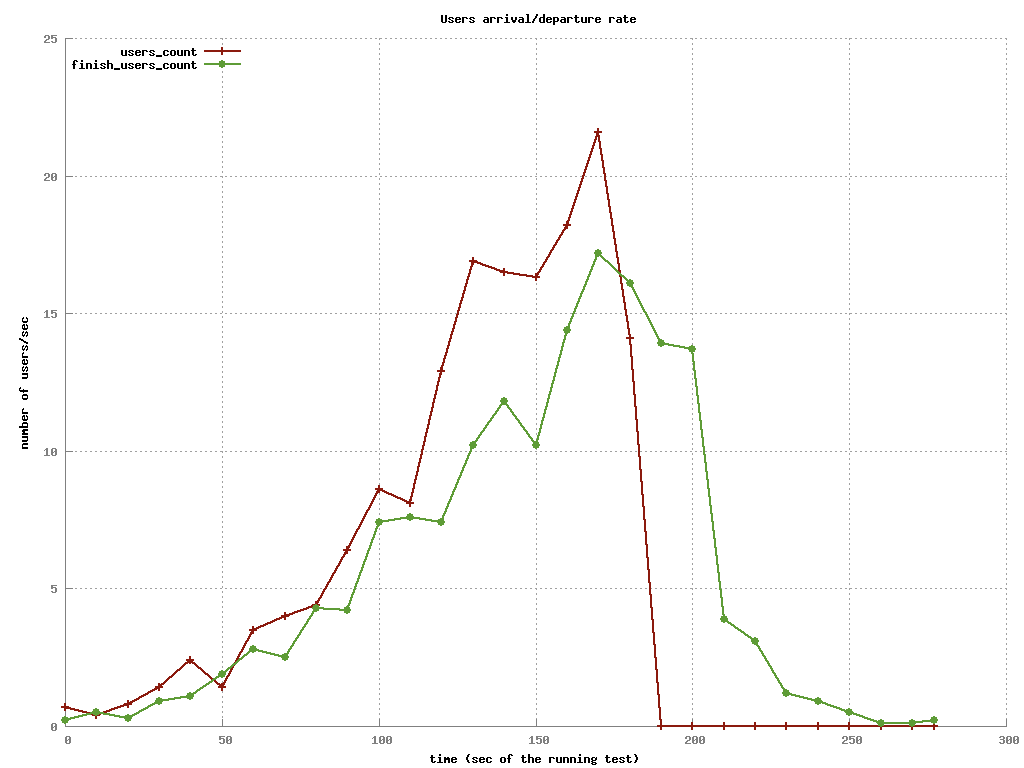 Users arrival/departure rate
25
users_count
finish_users_count
20
15
number of users/sec
10
5
0
0 50 100 150 200 250 300
time (sec of the running test)